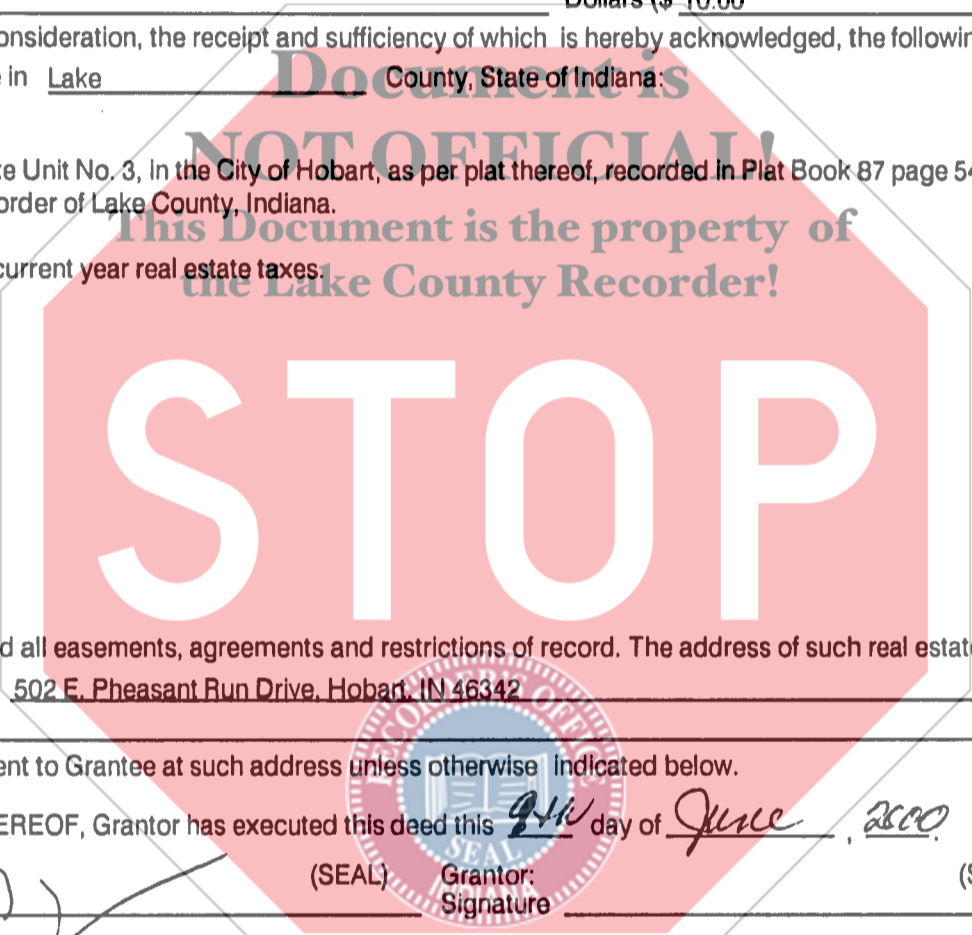 Dollars ($ 10.00
onsideration, the receipt and sufficiency of which is hereby acknowledged, the followin
in Lake County, State of Indiana:
Document is
NOT OFFICIAL!
e Unit No. 3, in the City of Hobart, as per plat thereof, recorded in Plat Book 87 page 54
order of Lake County, Indiana.
This Document is the property of
the Lake County Recorder!
current year real estate taxes.
STOP
d all easements, agreements and restrictions of record. The address of such real estate
502 E. Pheasant Run Drive, Hobart, IN 46342
ent to Grantee at such address unless otherwise indicated below.
EREOF, Grantor has executed this deed this 9th day of June, 2000
RECORDER'S OFFICE
SEAL
INDIANA
(SEAL) Grantor: (S
Signature